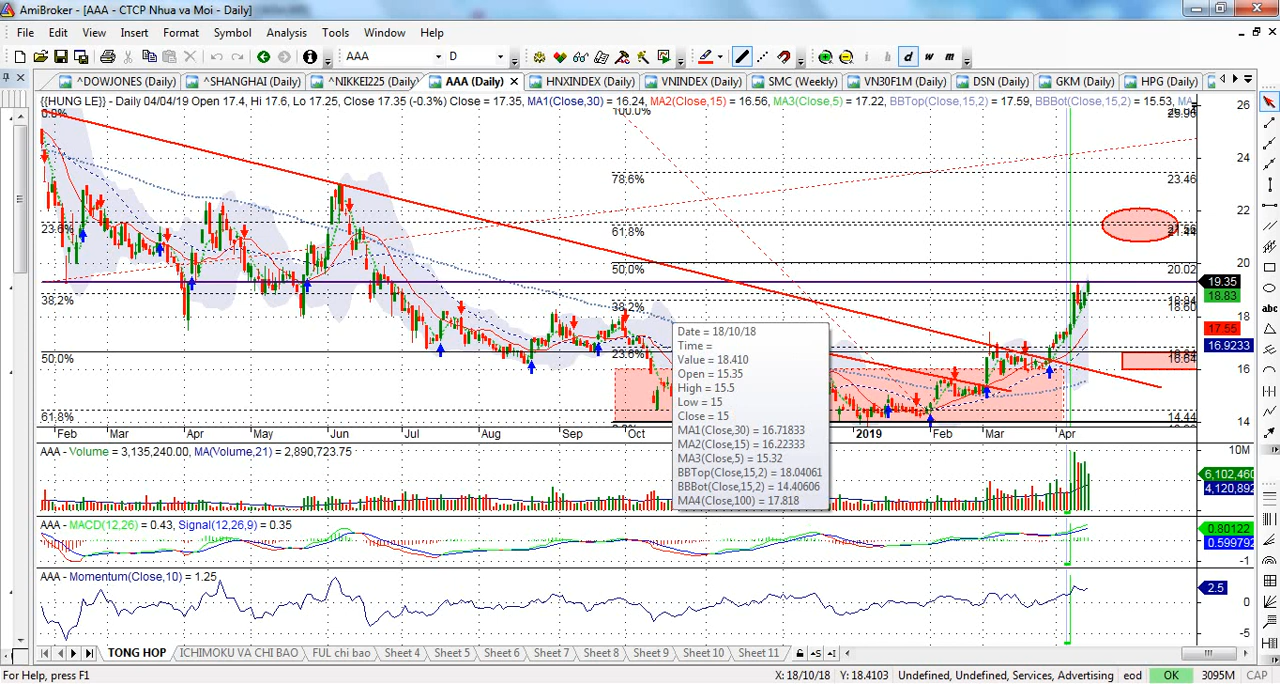 AmiBroker - [AAA - CTCP Nhua va Moi - Daily]
File Edit View Insert Format Symbol Analysis Tools Window Help
AAA D i h d w m
^DOWJONES (Daily) ^SHANGHAI (Daily) ^NIKKEI225 (Daily) AAA (Daily) HNXINDEX (Daily) VNINDEX (Daily) SMC (Weekly) VN30F1M (Daily) DSN (Daily) GKM (Daily) HPG (Daily)
{{HUNG LE}} - Daily 04/04/19 Open 17.4, Hi 17.6, Lo 17.25, Close 17.35 (-0.3%) Close = 17.35, MA1(Close,30) = 16.24, MA2(Close,15) = 16.56, MA3(Close,5) = 17.22, BBTop(Close,15,2) = 17.59, BBBot(Close,15,2) = 15.53, MA
26
0.0% 100.0% 25.96
24
78.6% 23.46
22
23.6% 61,8%
50,0% 20 20.02
19.35
38,2% 18.83
38,2% 18.60
17.55
16.9233
50.0% 23.6% 16.64
16
61.8% 14.44
14
Date = 18/10/18
Time =
Value = 18.410
Open = 15.35
High = 15.5
Low = 15
Close = 15
MA1(Close,30) = 16.71833
MA2(Close,15) = 16.22333
MA3(Close,5) = 15.32
BBTop(Close,15,2) = 18.04061
BBBot(Close,15,2) = 14.40606
MA4(Close,100) = 17.818
Feb Mar Apr May Jun Jul Aug Sep Oct 2019 Feb Mar Apr
AAA - Volume = 3,135,240.00, MA(Volume,21) = 2,890,723.75
10M
6,102,460
4,120,892
AAA - MACD(12,26) = 0.43, Signal(12,26,9) = 0.35
0.80122
0.599792
-1
AAA - Momentum(Close,10) = 1.25
2.5
0
-5
TONG HOP ICHIMOKU VA CHI BAO FUL chi bao Sheet 4 Sheet 5 Sheet 6 Sheet 7 Sheet 8 Sheet 9 Sheet 10 Sheet 11
For Help, press F1 X: 18/10/18 Y: 18.4103 Undefined, Undefined, Services, Advertising eod OK 3095M CAP
abc